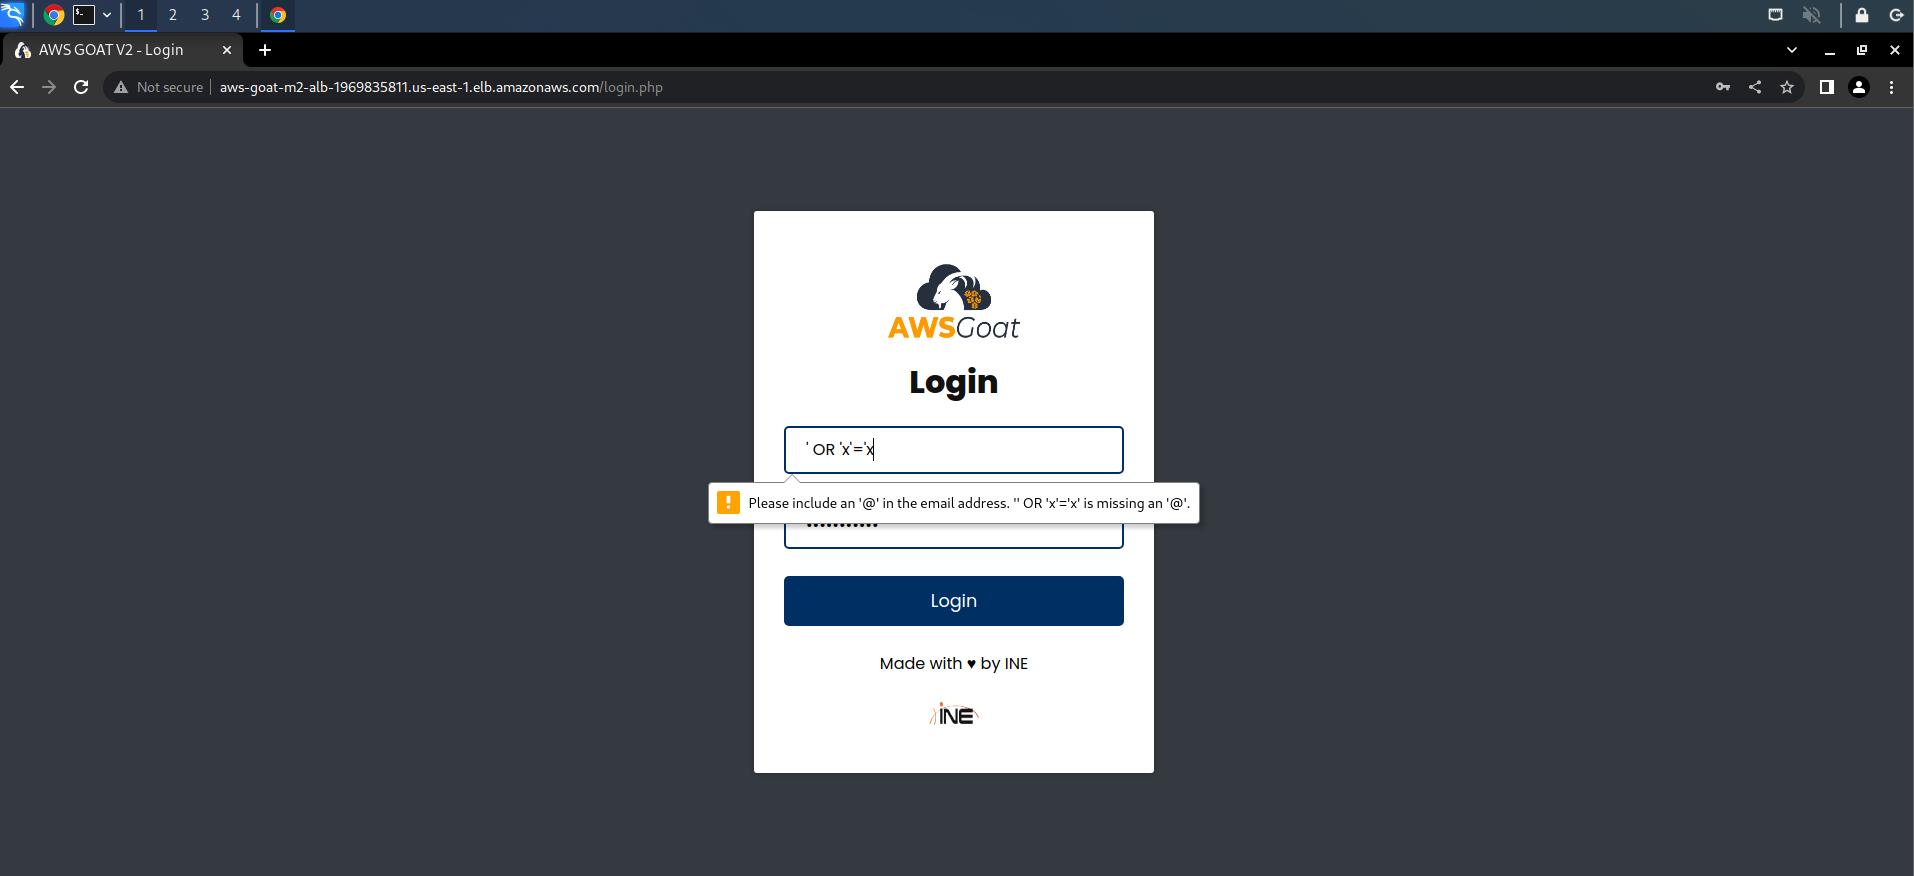 1 2 3 4
AWS GOAT V2 - Login
Not secure aws-goat-m2-alb-1969835811.us-east-1.elb.amazonaws.com/login.php
AWSGoat
Login
' OR 'x'='x
Please include an '@' in the email address. '' OR 'x'='x' is missing an '@'.
Login
Made with ♥ by INE
iNE